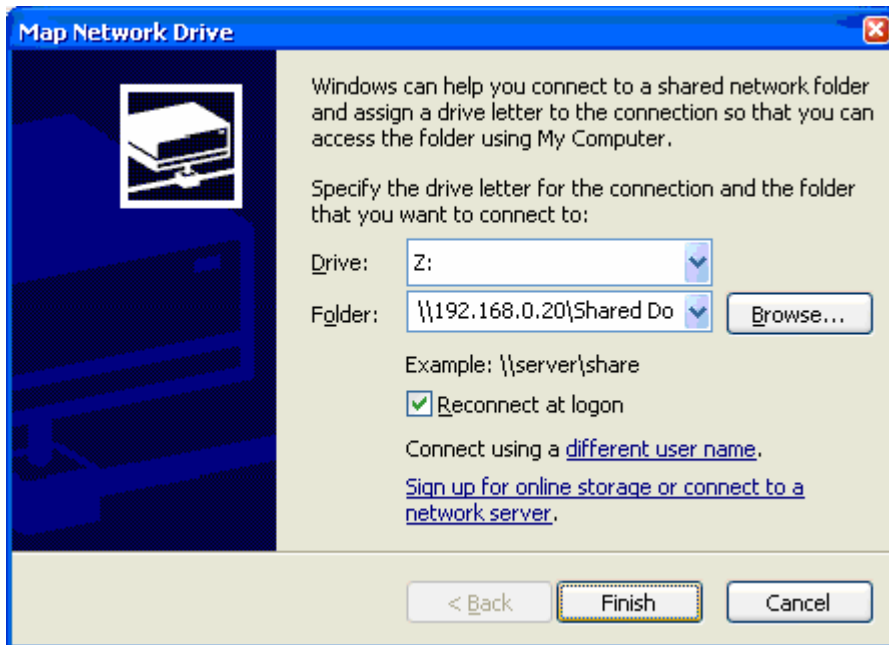 Map Network Drive
Windows can help you connect to a shared network folder
and assign a drive letter to the connection so that you can
access the folder using My Computer.
Specify the drive letter for the connection and the folder
that you want to connect to:
Drive: Z:
Folder: \\192.168.0.20\Shared Do Browse...
Example: \\server\share
Reconnect at logon
Connect using a different user name.
Sign up for online storage or connect to a
network server.
< Back Finish Cancel